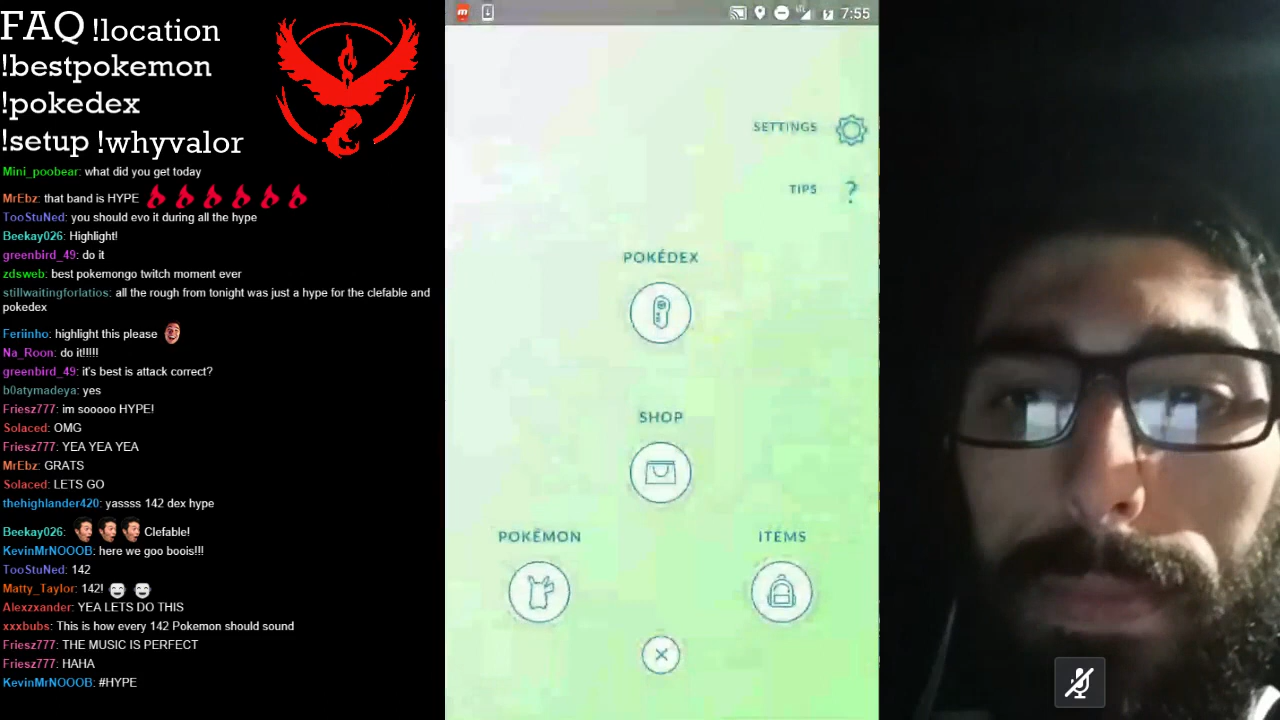 FAQ !location
!bestpokemon
!pokedex
!setup !whyvalor
Mini_poobear: what did you get today
MrEbz: that band is HYPE
TooStuNed: you should evo it during all the hype
Beekay026: Highlight!
greenbird_49: do it
zdsweb: best pokemongo twitch moment ever
stillwaitingforlatios: all the rough from tonight was just a hype for the clefable and
pokedex
Feriinho: highlight this please
Na_Roon: do it!!!!!
greenbird_49: it's best is attack correct?
b0atymadeya: yes
Friesz777: im sooooo HYPE!
Solaced: OMG
Friesz777: YEA YEA YEA
MrEbz: GRATS
Solaced: LETS GO
thehighlander420: yassss 142 dex hype
Beekay026: Clefable!
KevinMrNOOOB: here we goo boois!!!
TooStuNed: 142
Matty_Taylor: 142!
Alexzxander: YEA LETS DO THIS
xxxbubs: This is how every 142 Pokemon should sound
Friesz777: THE MUSIC IS PERFECT
Friesz777: HAHA
KevinMrNOOOB: #HYPE
7:55
SETTINGS
TIPS ?
POKÉDEX
SHOP
POKÉMON
ITEMS